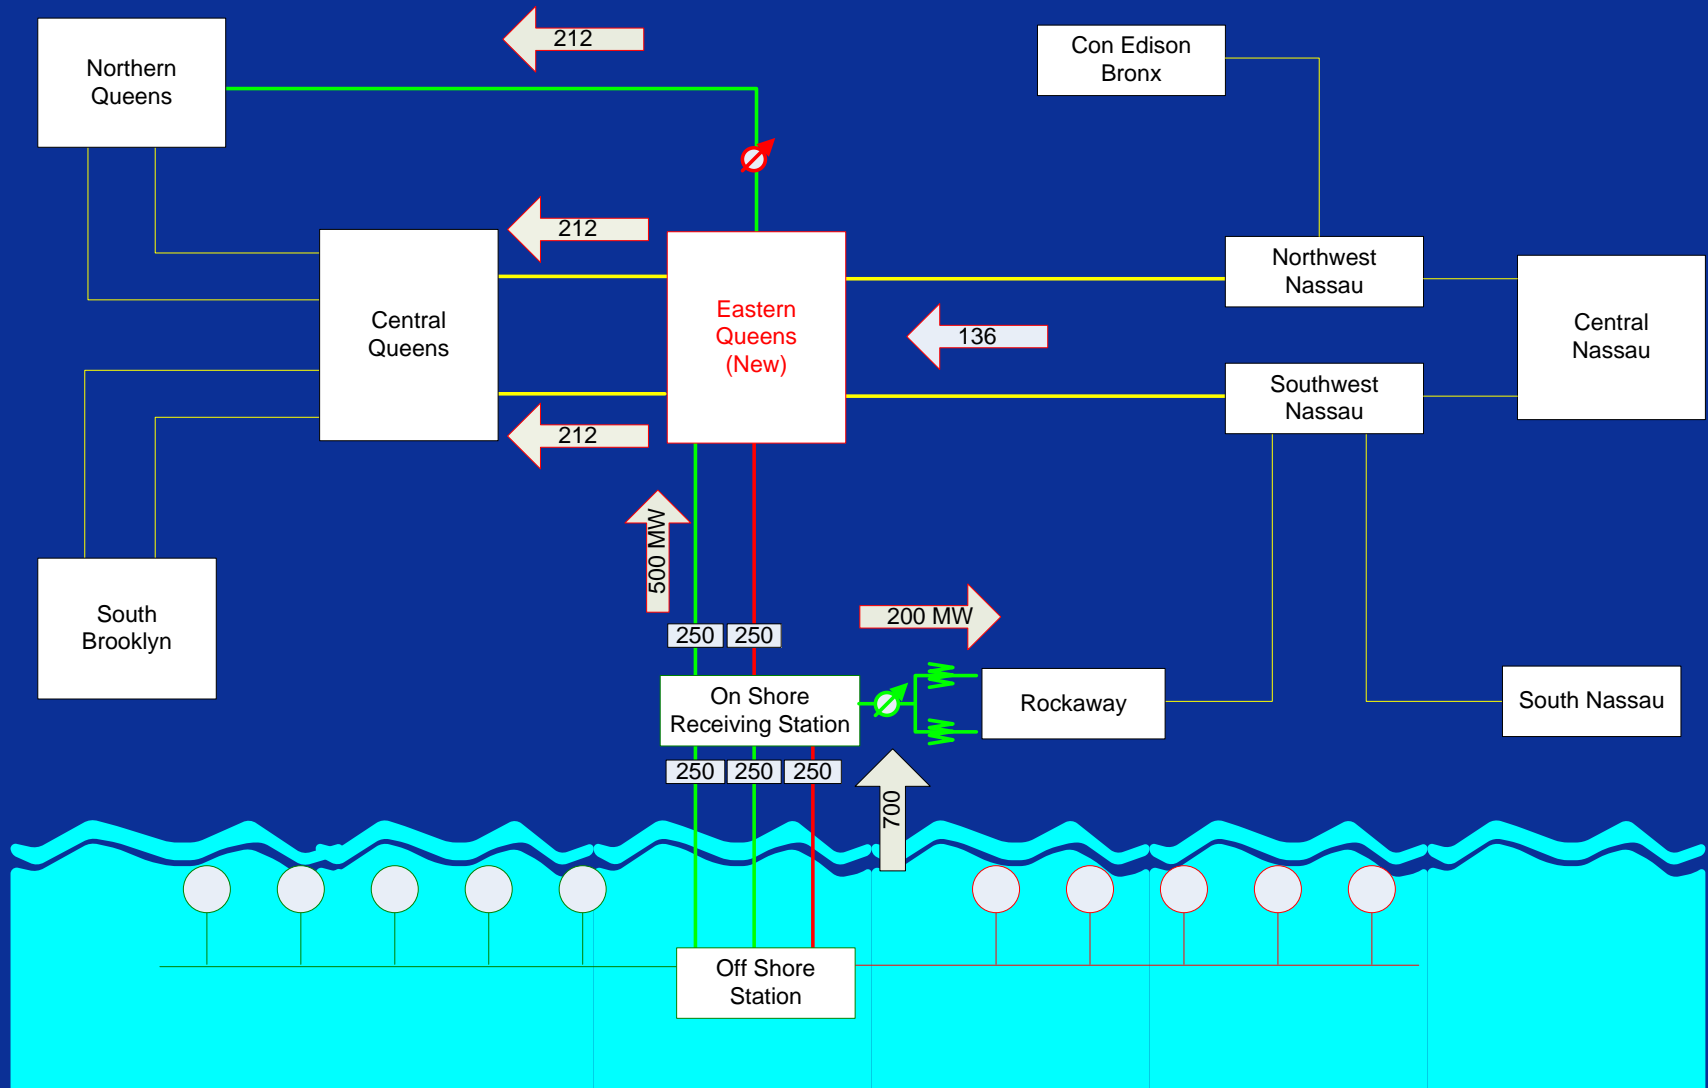 212
Con Edison
Bronx
Northern
Queens
212
Northwest
Nassau
Eastern
Queens
(New)
Central
Queens
136
Central
Nassau
Southwest
Nassau
212
500 MW
South
Brooklyn
200 MW
250
250
On Shore
Receiving Station
Rockaway
South Nassau
250
250
250
700
Off Shore
Station